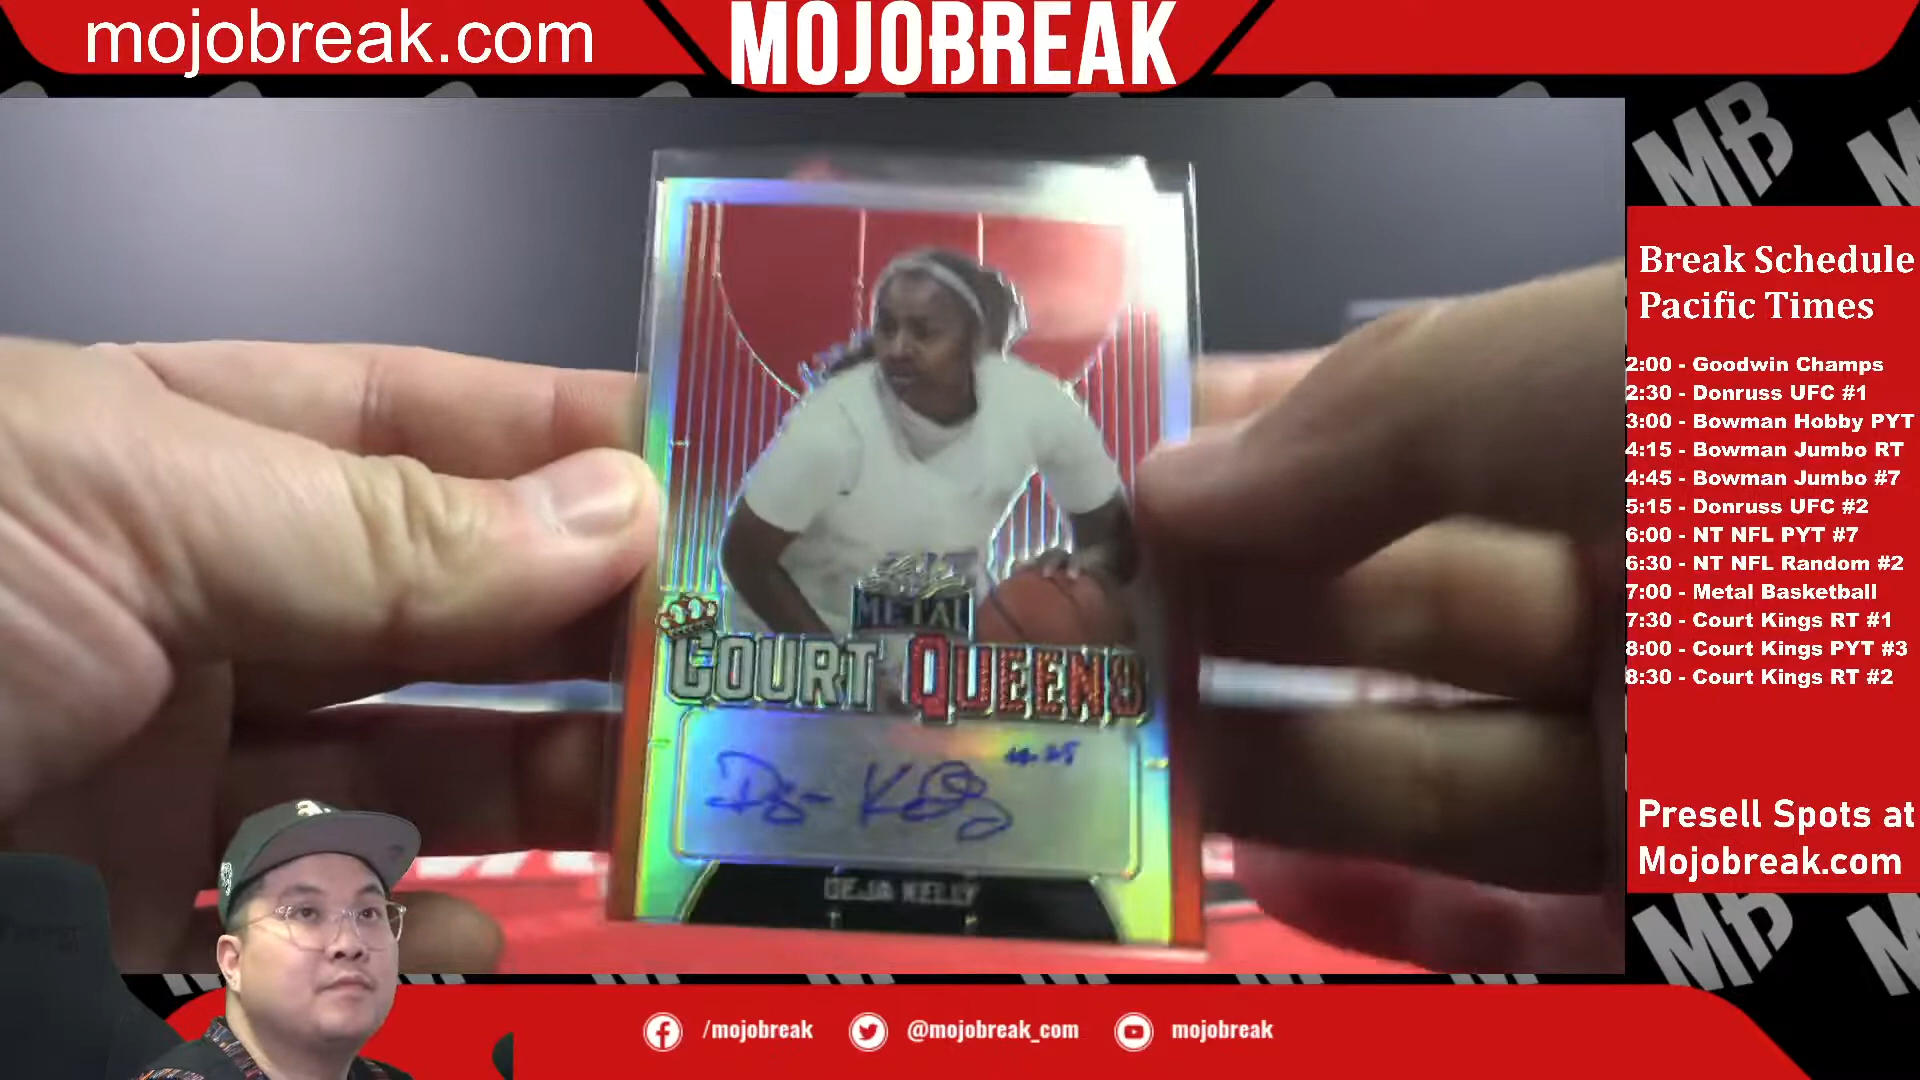 mojobreak.com
MOJOBREAK
Break Schedule
Pacific Times
2:00 - Goodwin Champs
2:30 - Donruss UFC #1
3:00 - Bowman Hobby PYT
4:15 - Bowman Jumbo RT
4:45 - Bowman Jumbo #7
5:15 - Donruss UFC #2
6:00 - NT NFL PYT #7
6:30 - NT NFL Random #2
7:00 - Metal Basketball
7:30 - Court Kings RT #1
8:00 - Court Kings PYT #3
8:30 - Court Kings RT #2
Presell Spots at
Mojobreak.com
METAL
COURT QUEENS
DEJA KELLY
MB
MB
/mojobreak
@mojobreak_com
mojobreak